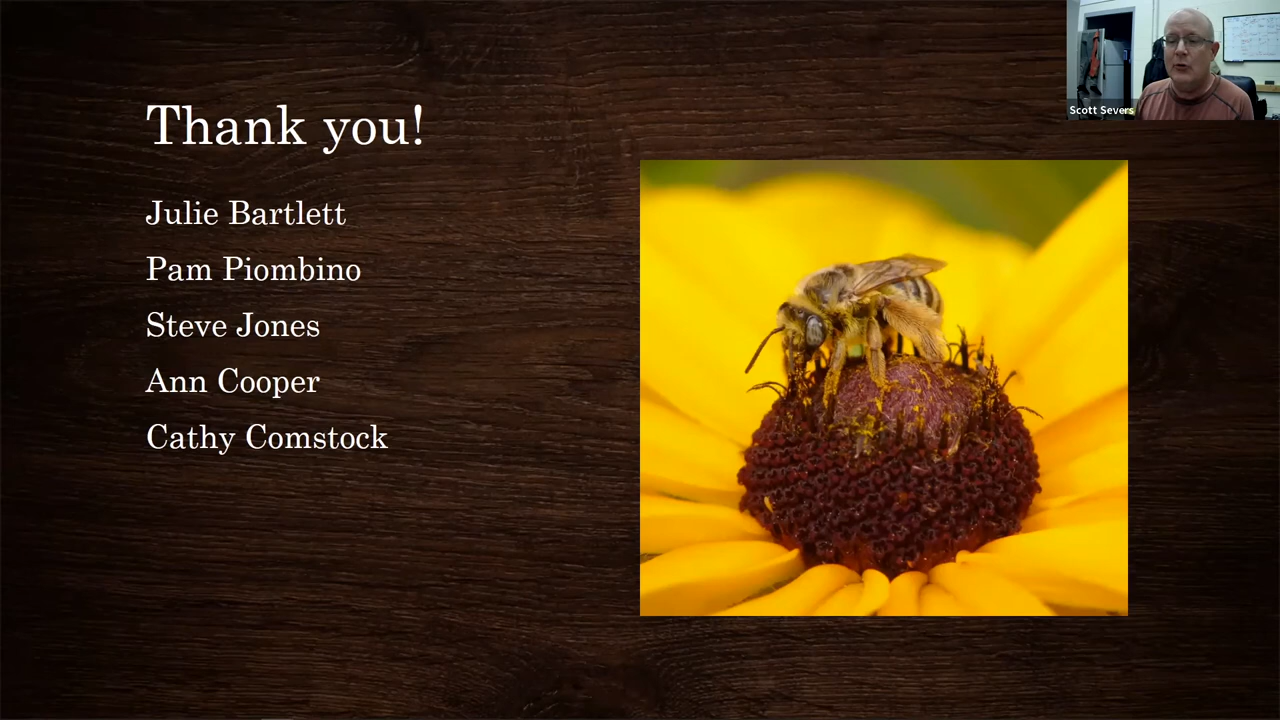 Thank you!
Julie Bartlett
Pam Piombino
Steve Jones
Ann Cooper
Cathy Comstock
Scott Severs